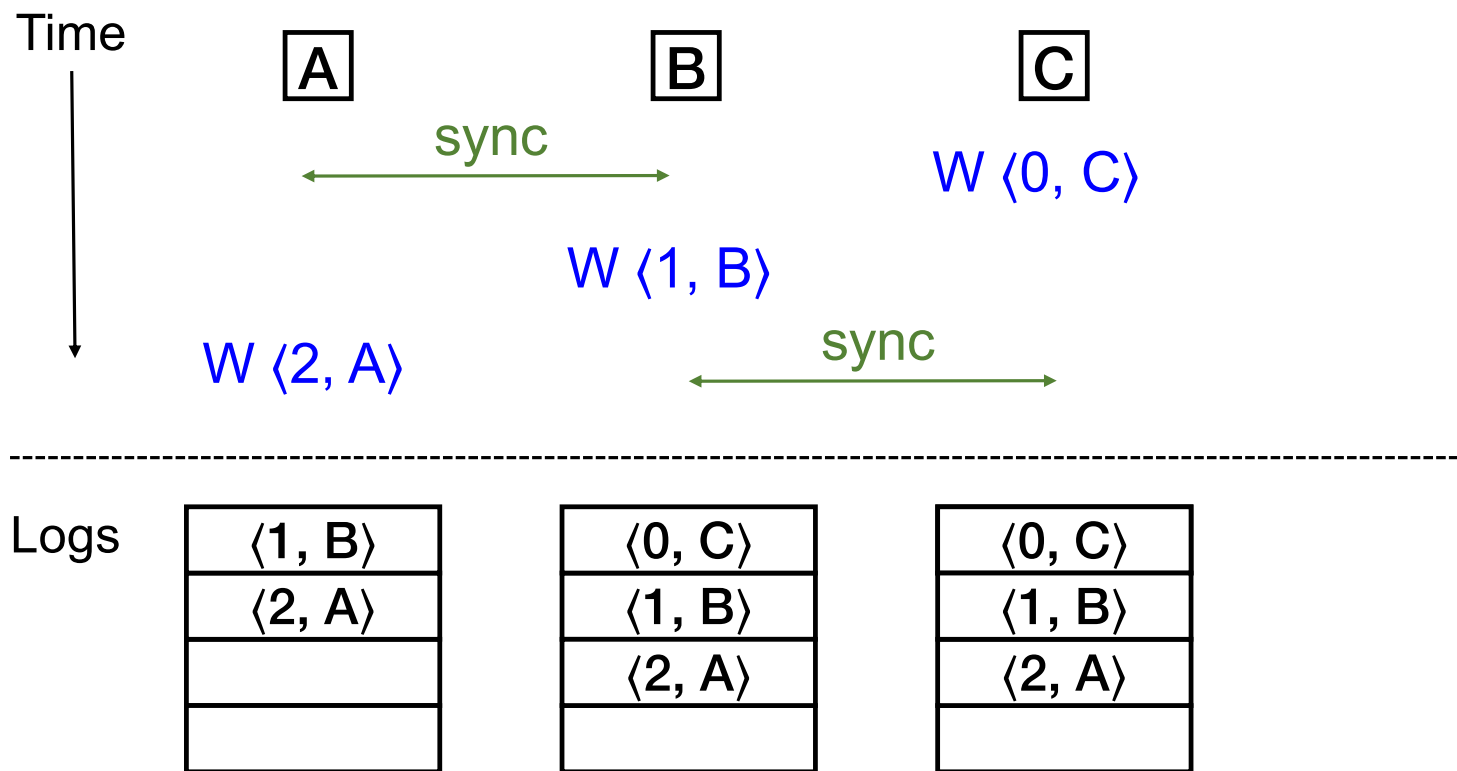 Time
A B C
sync
W ⟨0, C⟩
W ⟨1, B⟩
sync
W ⟨2, A⟩
Logs
⟨1, B⟩ ⟨0, C⟩ ⟨0, C⟩
⟨2, A⟩ ⟨1, B⟩ ⟨1, B⟩
⟨2, A⟩ ⟨2, A⟩